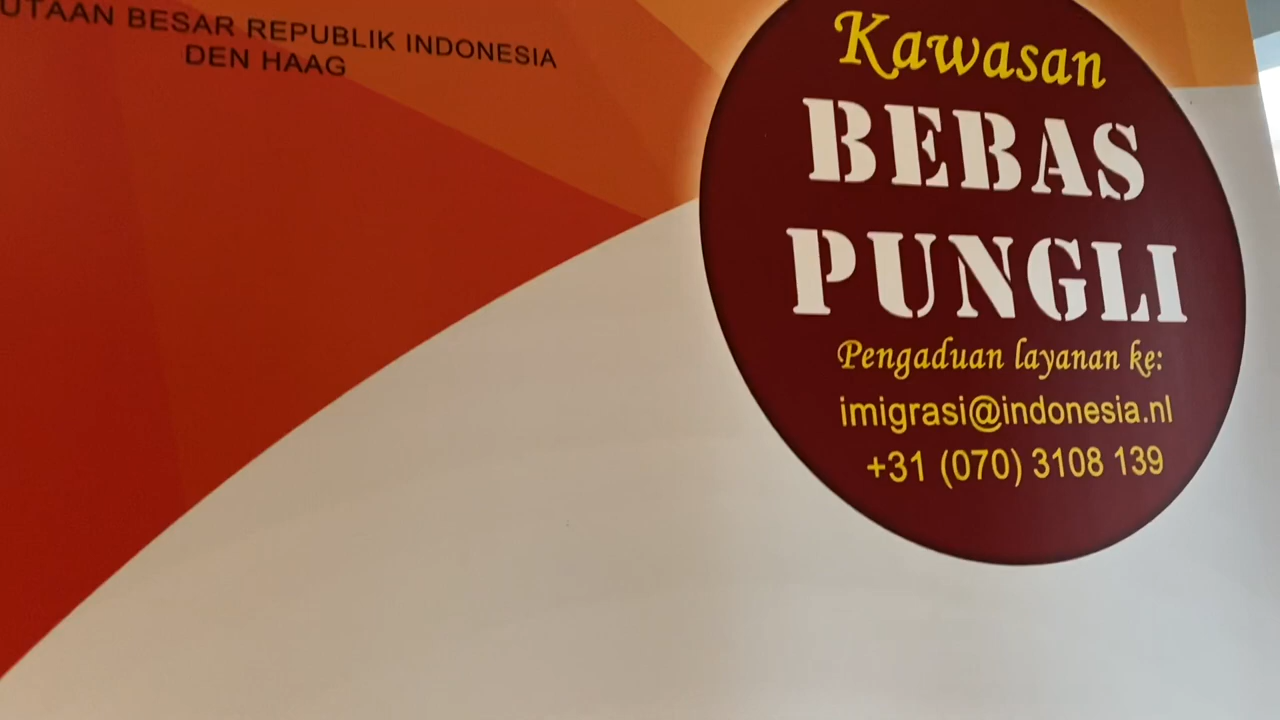 UTAAN BESAR REPUBLIK INDONESIA
DEN HAAG
Kawasan
BEBAS
PUNGLI
Pengaduan layanan ke:
imigrasi@indonesia.nl
+31 (070) 3108 139